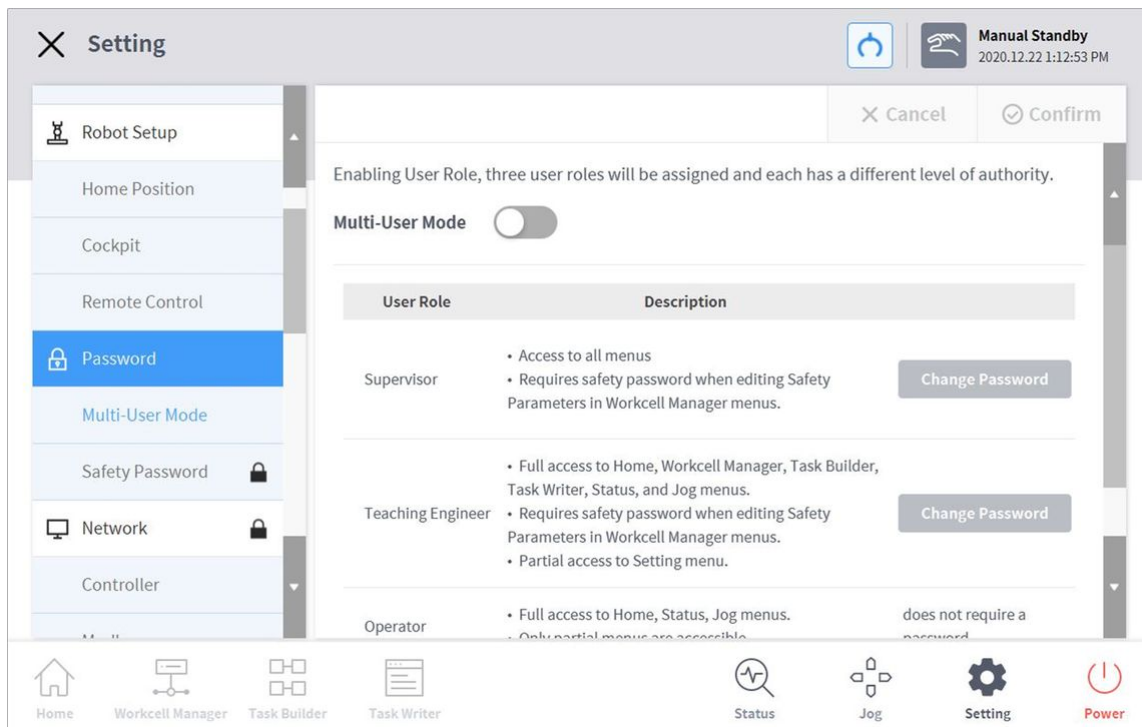 Setting
Manual Standby
2020.12.22 1:12:53 PM
Robot Setup
Home Position
Cockpit
Remote Control
Password
Multi-User Mode
Safety Password
Network
Controller
Cancel
Confirm
Enabling User Role, three user roles will be assigned and each has a different level of authority.
Multi-User Mode
User Role Description
Supervisor
• Access to all menus
• Requires safety password when editing Safety
Parameters in Workcell Manager menus.
Change Password
Teaching Engineer
• Full access to Home, Workcell Manager, Task Builder,
Task Writer, Status, and Jog menus.
• Requires safety password when editing Safety
Parameters in Workcell Manager menus.
• Partial access to Setting menu.
Change Password
Operator
• Full access to Home, Status, Jog menus.
• Only partial menus are accessible
does not require a
password
Home
Workcell Manager
Task Builder
Task Writer
Status
Jog
Setting
Power